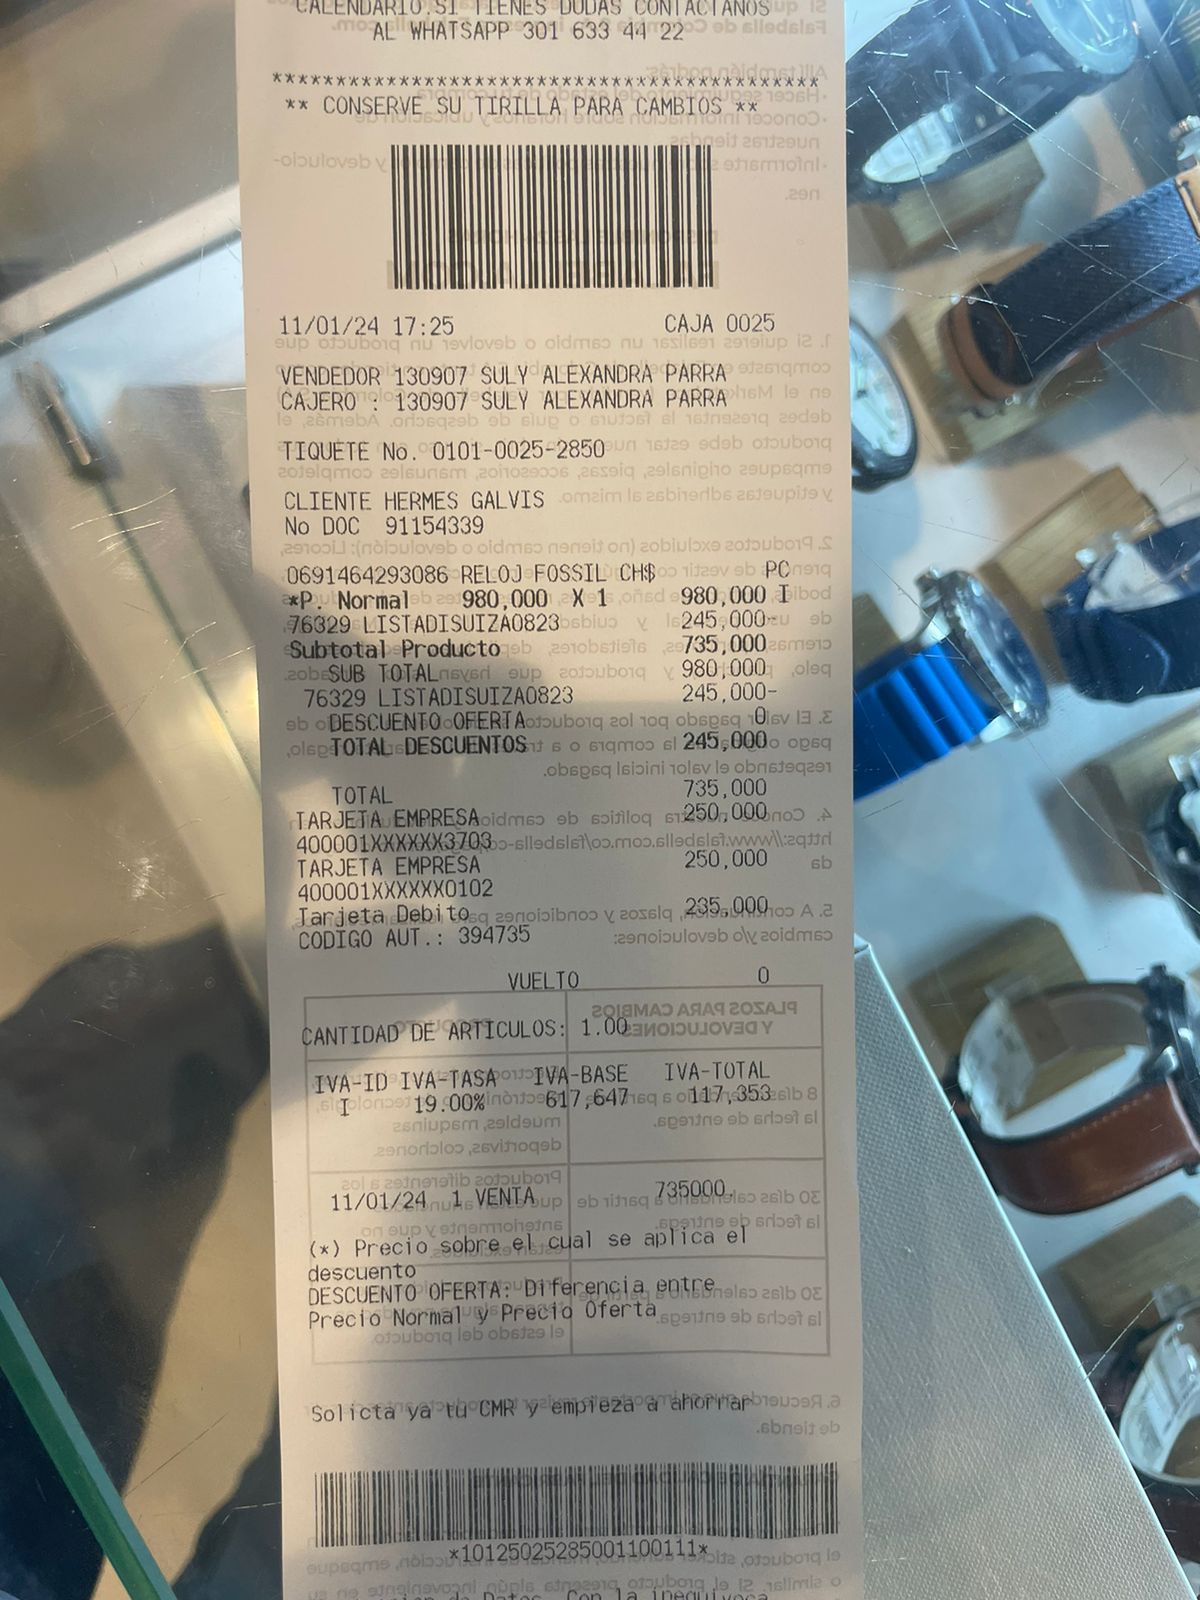 CALENDARIO.SI TIENES DUDAS CONTACTANOS
AL WHATSAPP 301 633 44 22
*******************************************
** CONSERVE SU TIRILLA PARA CAMBIOS **
11/01/24 17:25 CAJA 0025
VENDEDOR 130907 SULY ALEXANDRA PARRA
CAJERO : 130907 SULY ALEXANDRA PARRA
TIQUETE No. 0101-0025-2850
CLIENTE HERMES GALVIS
No DOC 91154339
0691464293086 RELOJ FOSSIL CH$ PC
*P. Normal 980,000 X 1 980,000 I
76329 LISTADISUIZA0823 245,000-
Subtotal Producto 735,000
SUB TOTAL 980,000
76329 LISTADISUIZA0823 245,000-
DESCUENTO OFERTA 0
TOTAL DESCUENTOS 245,000
TOTAL 735,000
TARJETA EMPRESA 250,000
400001XXXXXX3703
TARJETA EMPRESA 250,000
400001XXXXXX0102
Tarjeta Debito 235,000
CODIGO AUT.: 394735
VUELTO 0
CANTIDAD DE ARTICULOS: 1.00
IVA-ID IVA-TASA IVA-BASE IVA-TOTAL
I 19.00% 617,647 117,353
11/01/24 1 VENTA 735000.
(*) Precio sobre el cual se aplica el
descuento
DESCUENTO OFERTA: Diferencia entre
Precio Normal y Precio Oferta
Solicta ya tu CMR y empieza a ahorrar
*10125025285001100111*
Con la inequivoca